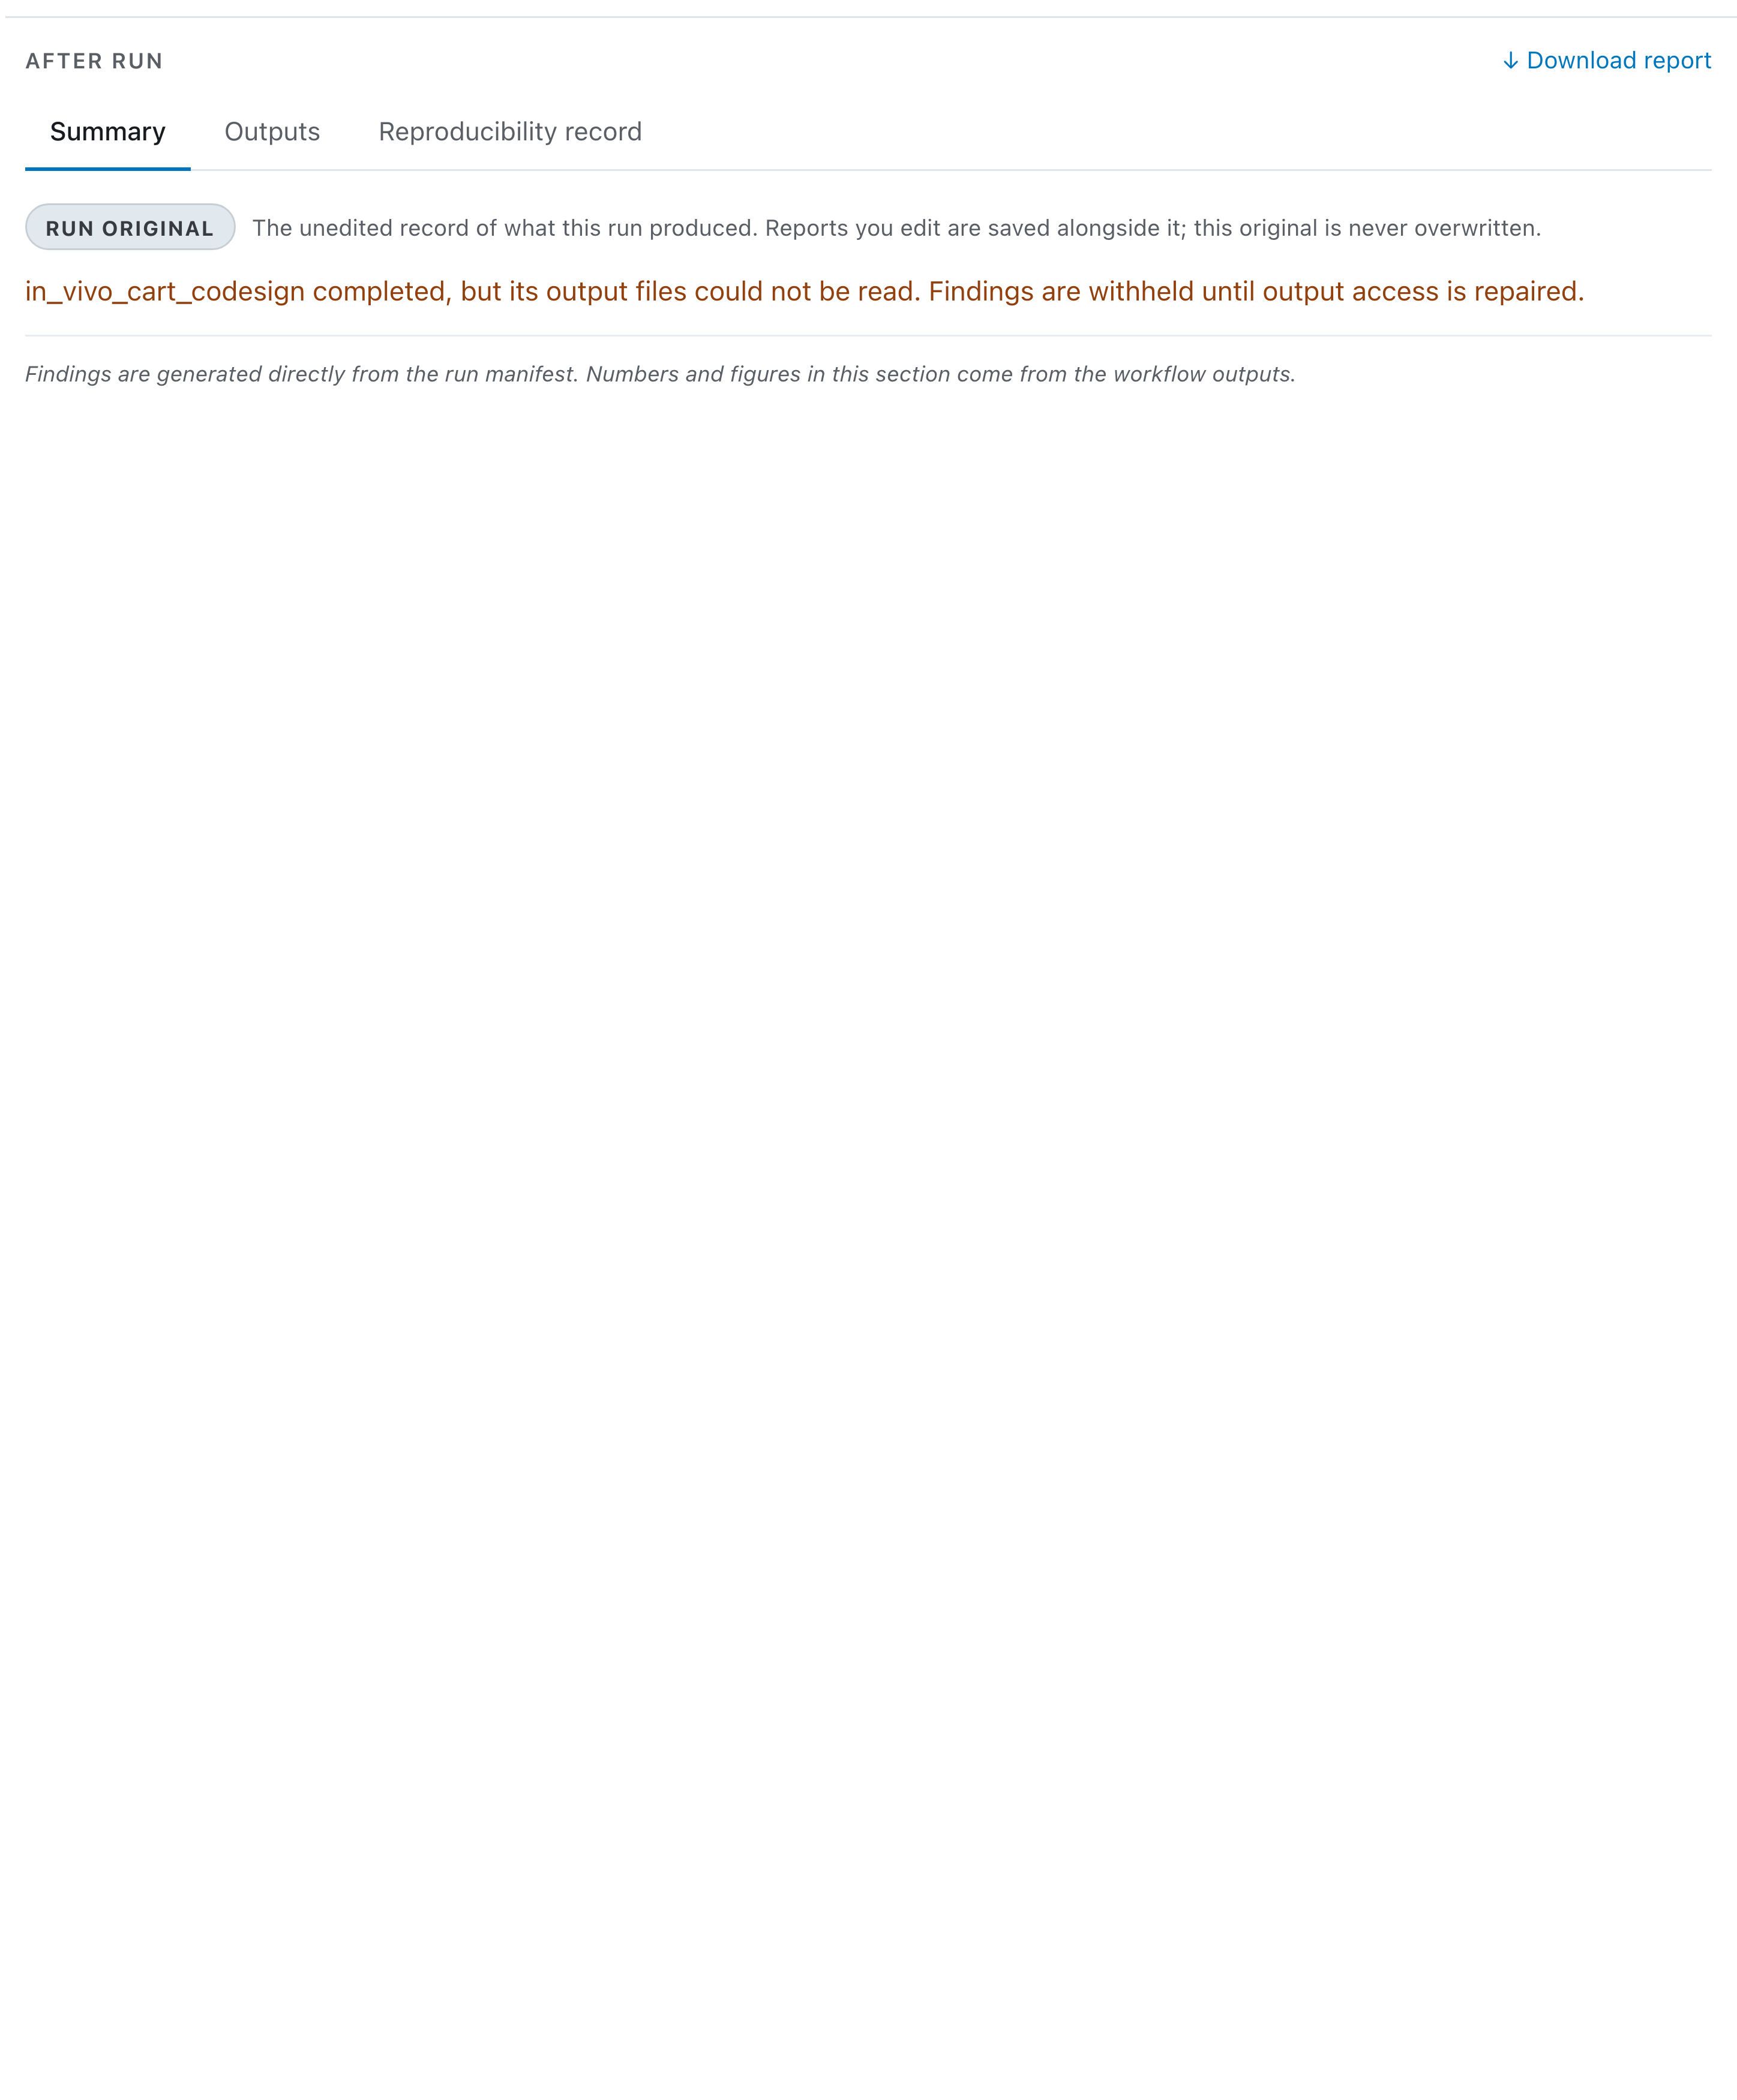 AFTER RUN
↓ Download report
Summary
Outputs
Reproducibility record
RUN ORIGINAL
The unedited record of what this run produced. Reports you edit are saved alongside it; this original is never overwritten.
in_vivo_cart_codesign completed, but its output files could not be read. Findings are withheld until output access is repaired.
Findings are generated directly from the run manifest. Numbers and figures in this section come from the workflow outputs.